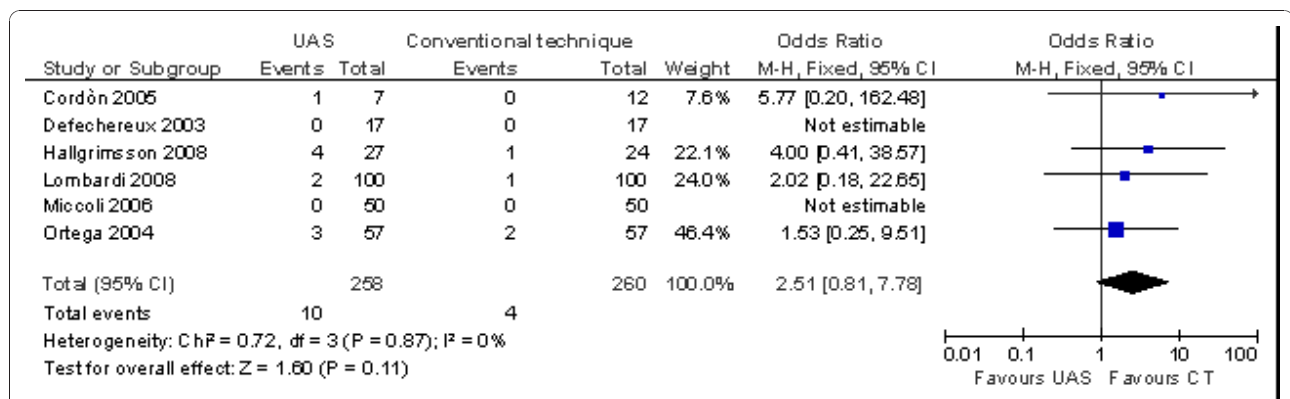 UAS Conventional technique Odds Ratio Odds Ratio
Study or Subgroup Events Total Events Total Weight M-H, Fixed, 95% CI M-H, Fixed, 95% CI
Cordòn 2005 1 7 0 12 7.6% 5.77 [0.20, 162.48]
Defechereux 2003 0 17 0 17 Not estimable
Hallgrimsson 2008 4 27 1 24 22.1% 4.00 [0.41, 38.57]
Lombardi 2008 2 100 1 100 24.0% 2.02 [0.18, 22.65]
Miccoli 2006 0 50 0 50 Not estimable
Ortega 2004 3 57 2 57 46.4% 1.53 [0.25, 9.51]
Total (95% CI) 258 260 100.0% 2.51 [0.81, 7.78]
Total events 10 4
Heterogeneity: Chi² = 0.72, df = 3 (P = 0.87); I² = 0%
Test for overall effect: Z = 1.60 (P = 0.11)
0.01 0.1 1 10 100
Favours UAS Favours CT